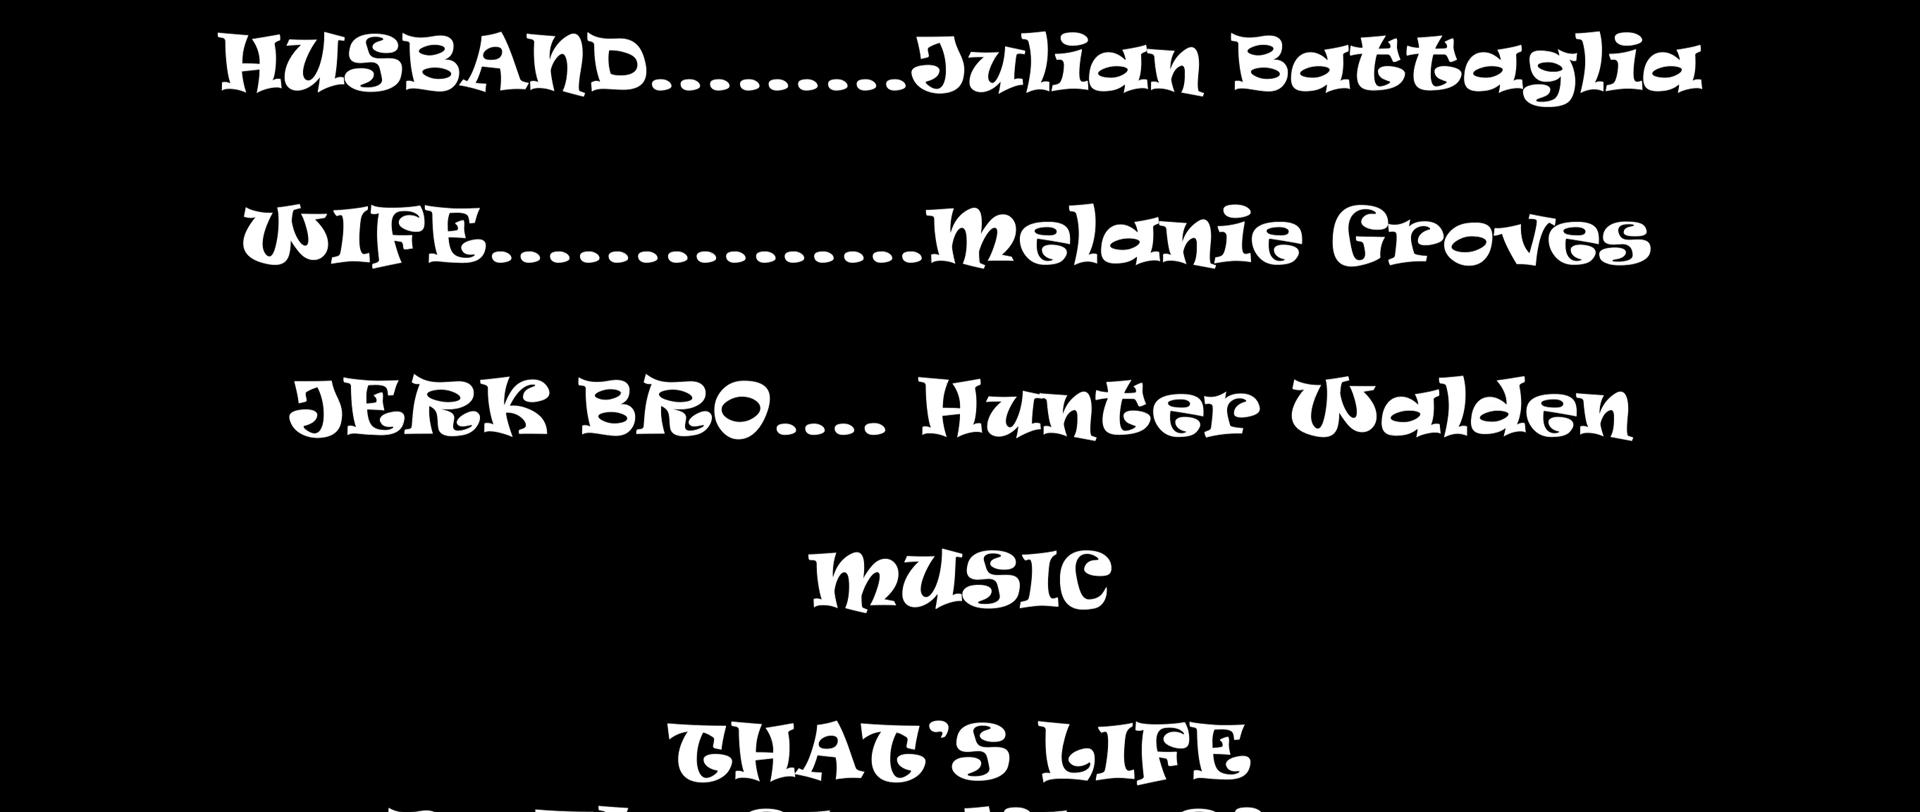 HUSBAND.........Julian Battaglia
WIFE...............Melanie Groves
JERK BRO.... Hunter Walden
MUSIC
THAT'S LIFE